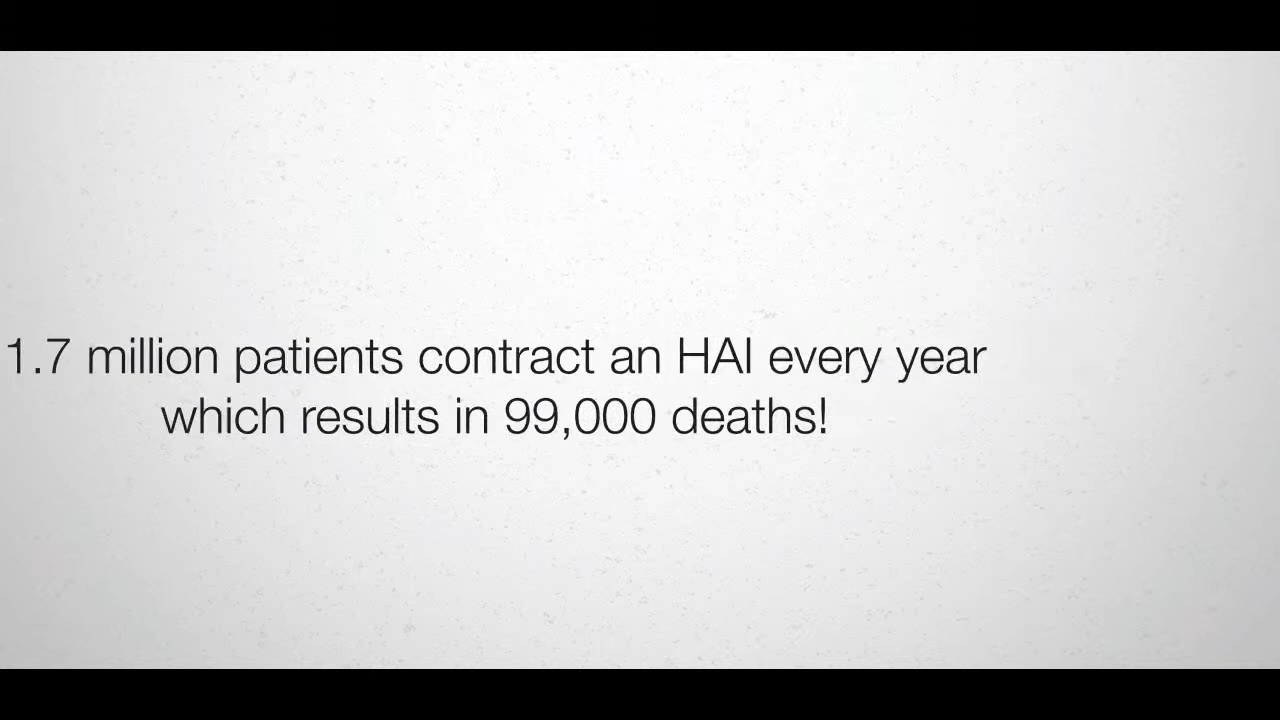 1.7 million patients contract an HAI every year
which results in 99,000 deaths!